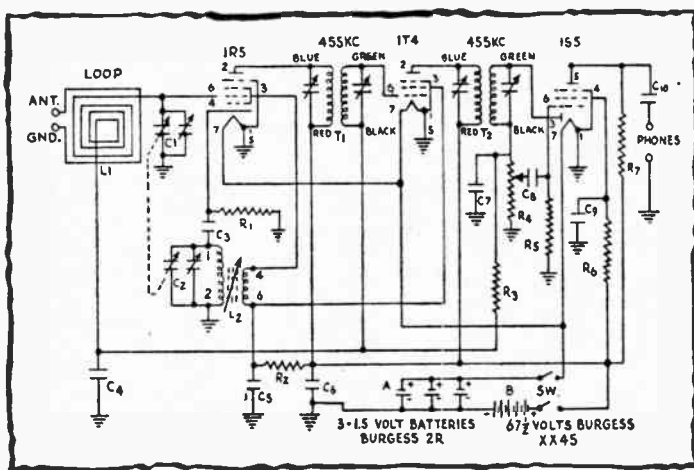 1R5 455KC 1T4 455KC 1S5
LOOP
BLUE GREEN BLUE GREEN
2 2 5
ANT. 6 3 6 3 6 4
4
GND. C1 7 5 RED T1 BLACK 7 5 RED T2 BLACK 3 7 1
L1
C10
PHONES
R7
R1 C7 R4 C8 R5 C9 R6
C3
1 4
C2
2 L2 6 R3
C4 C5 R2 C6 A B SW.
3-1.5 VOLT BATTERIES 67½ VOLTS BURGESS
BURGESS 2R XX45